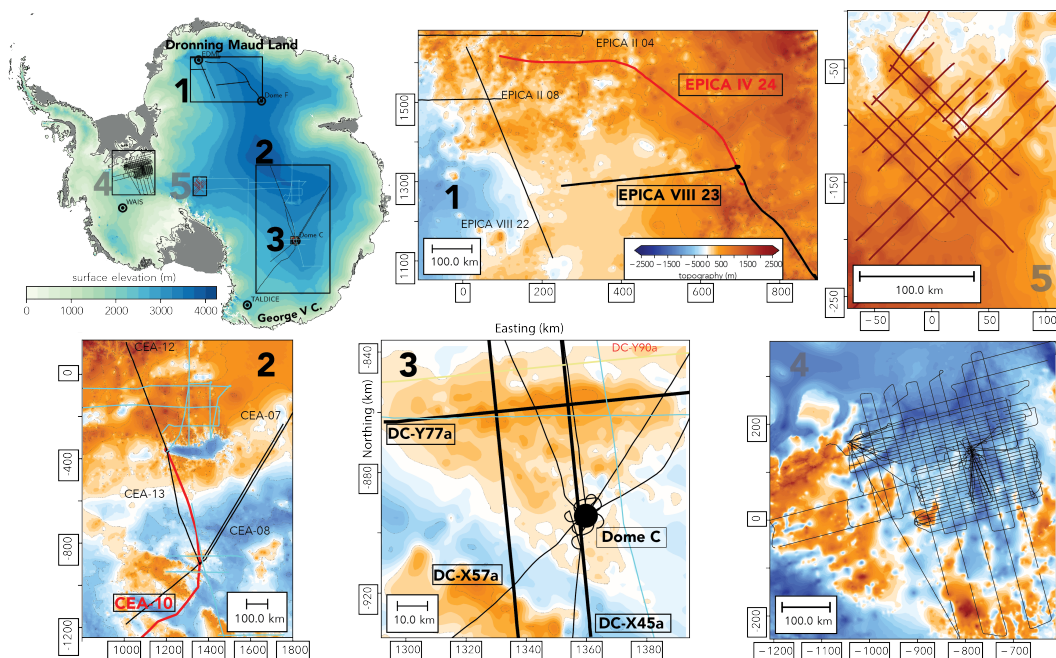 Dronning Maud Land
EDML
1
Dome F
2
4
5
WAIS
3
Dome C
surface elevation (m)
0 1000 2000 3000 4000
TALDICE
George V C.
EPICA II 04
EPICA IV 24
EPICA II 08
EPICA VIII 23
1
EPICA VIII 22
100.0 km
−2500 −1500 −5000 500 1500 2500
topography (m)
1500
1300
1100
0 200 400 600 800
-50
-150
-250
5
100.0 km
−50 0 50 100
CEA-12
2
0
CEA-07
-400
CEA-13
CEA-08
-800
CEA-10
100.0 km
-1200
1000 1200 1400 1600 1800
Easting (km)
Northing (km)
-840
3
DC-Y90a
DC-Y77a
-880
Dome C
DC-X57a
-920
10.0 km
DC-X45a
1300 1320 1340 1360 1380
4
200
0
200
100.0 km
−1200 −1100 −1000 −900 −800 −700